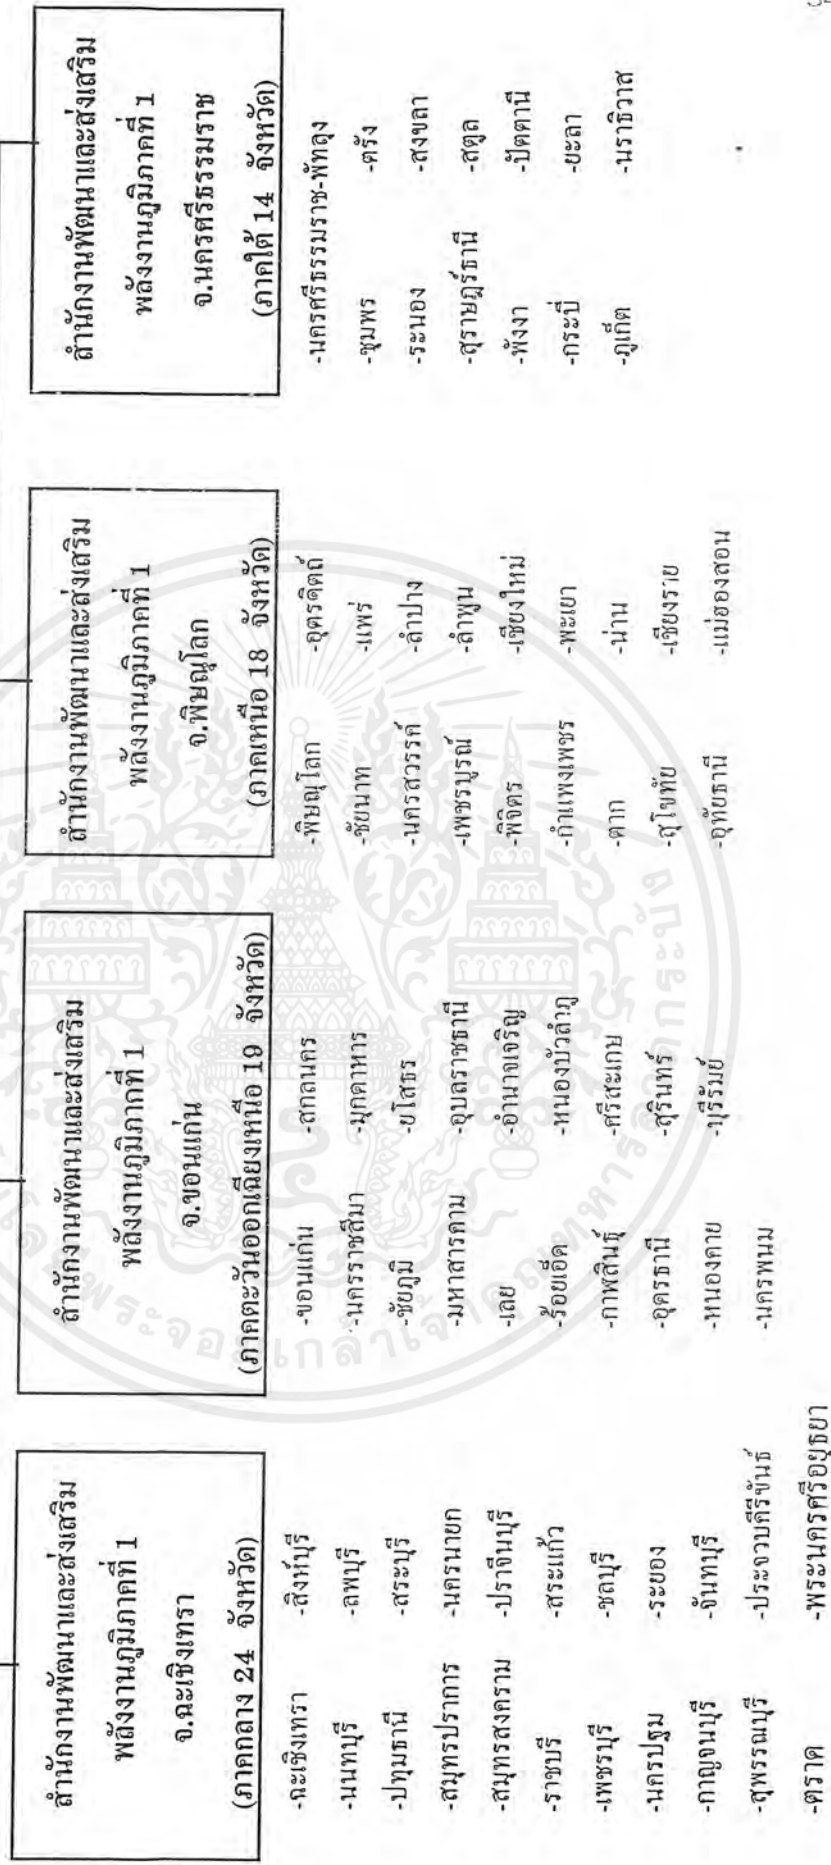 สำนักงานพัฒนาและส่งเสริม
พลังงานภูมิภาคที่ 1
จ.ฉะเชิงเทรา
(ภาคกลาง 24 จังหวัด)
-ฉะเชิงเทรา -สิงห์บุรี
-นนทบุรี -ลพบุรี
-ปทุมธานี -สระบุรี
-สมุทรปราการ -นครนายก
-สมุทรสงคราม -ปราจีนบุรี
-ราชบุรี -สระแก้ว
-เพชรบุรี -ชลบุรี
-นครปฐม -ระยอง
-กาญจนบุรี -จันทบุรี
-สุพรรณบุรี -ประจวบคีรีขันธ์
-ตราด -พระนครศรีอยุธยา
สำนักงานพัฒนาและส่งเสริม
พลังงานภูมิภาคที่ 1
จ.ขอนแก่น
(ภาคตะวันออกเฉียงเหนือ 19 จังหวัด)
-ขอนแก่น -สกลนคร
-นครราชสีมา -มุกดาหาร
-ชัยภูมิ -ยโสธร
-มหาสารคาม -อุบลราชธานี
-เลย -อำนาจเจริญ
-ร้อยเอ็ด -หนองบัวลำภู
-กาฬสินธุ์ -ศรีสะเกษ
-อุดรธานี -สุรินทร์
-หนองคาย -บุรีรัมย์
-นครพนม
สำนักงานพัฒนาและส่งเสริม
พลังงานภูมิภาคที่ 1
จ.พิษณุโลก
(ภาคเหนือ 18 จังหวัด)
-พิษณุโลก -อุตรดิตถ์
-ชัยนาท -แพร่
-นครสวรรค์ -ลำปาง
-เพชรบูรณ์ -ลำพูน
-พิจิตร -เชียงใหม่
-กำแพงเพชร -พะเยา
-ตาก -น่าน
-สุโขทัย -เชียงราย
-อุทัยธานี -แม่ฮองสอน
สำนักงานพัฒนาและส่งเสริม
พลังงานภูมิภาคที่ 1
จ.นครศรีธรรมราช
(ภาคใต้ 14 จังหวัด)
-นครศรีธรรมราช-พัทลุง
-ชุมพร -ตรัง
-ระนอง -สงขลา
-สุราษฎร์ธานี -สตูล
-พังงา -ปัตตานี
-กระบี่ -ยะลา
-ภูเก็ต -นราธิวาส